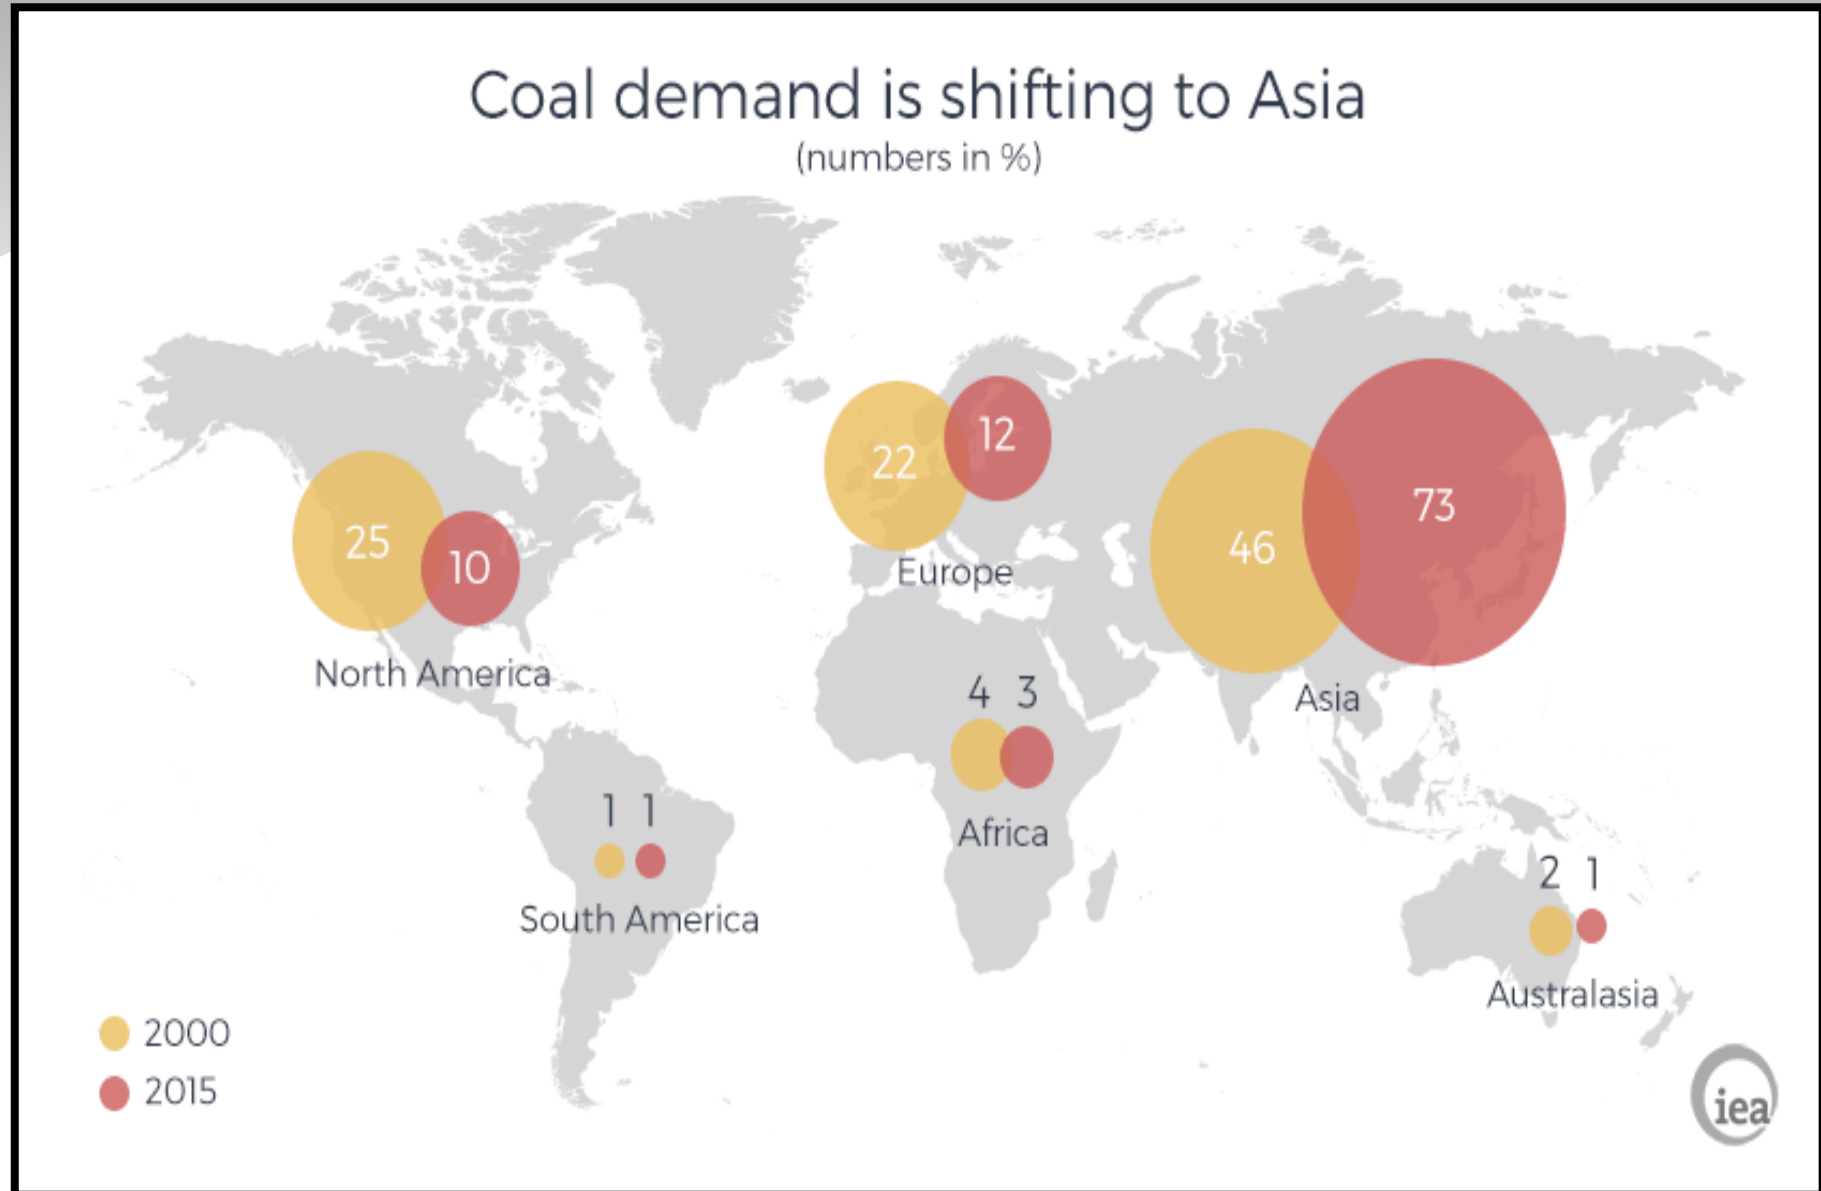 Coal demand is shifting to Asia
(numbers in %)
25
10
North America
22
12
Europe
46
73
Asia
4 3
Africa
1 1
South America
2 1
Australasia
2000
2015
iea